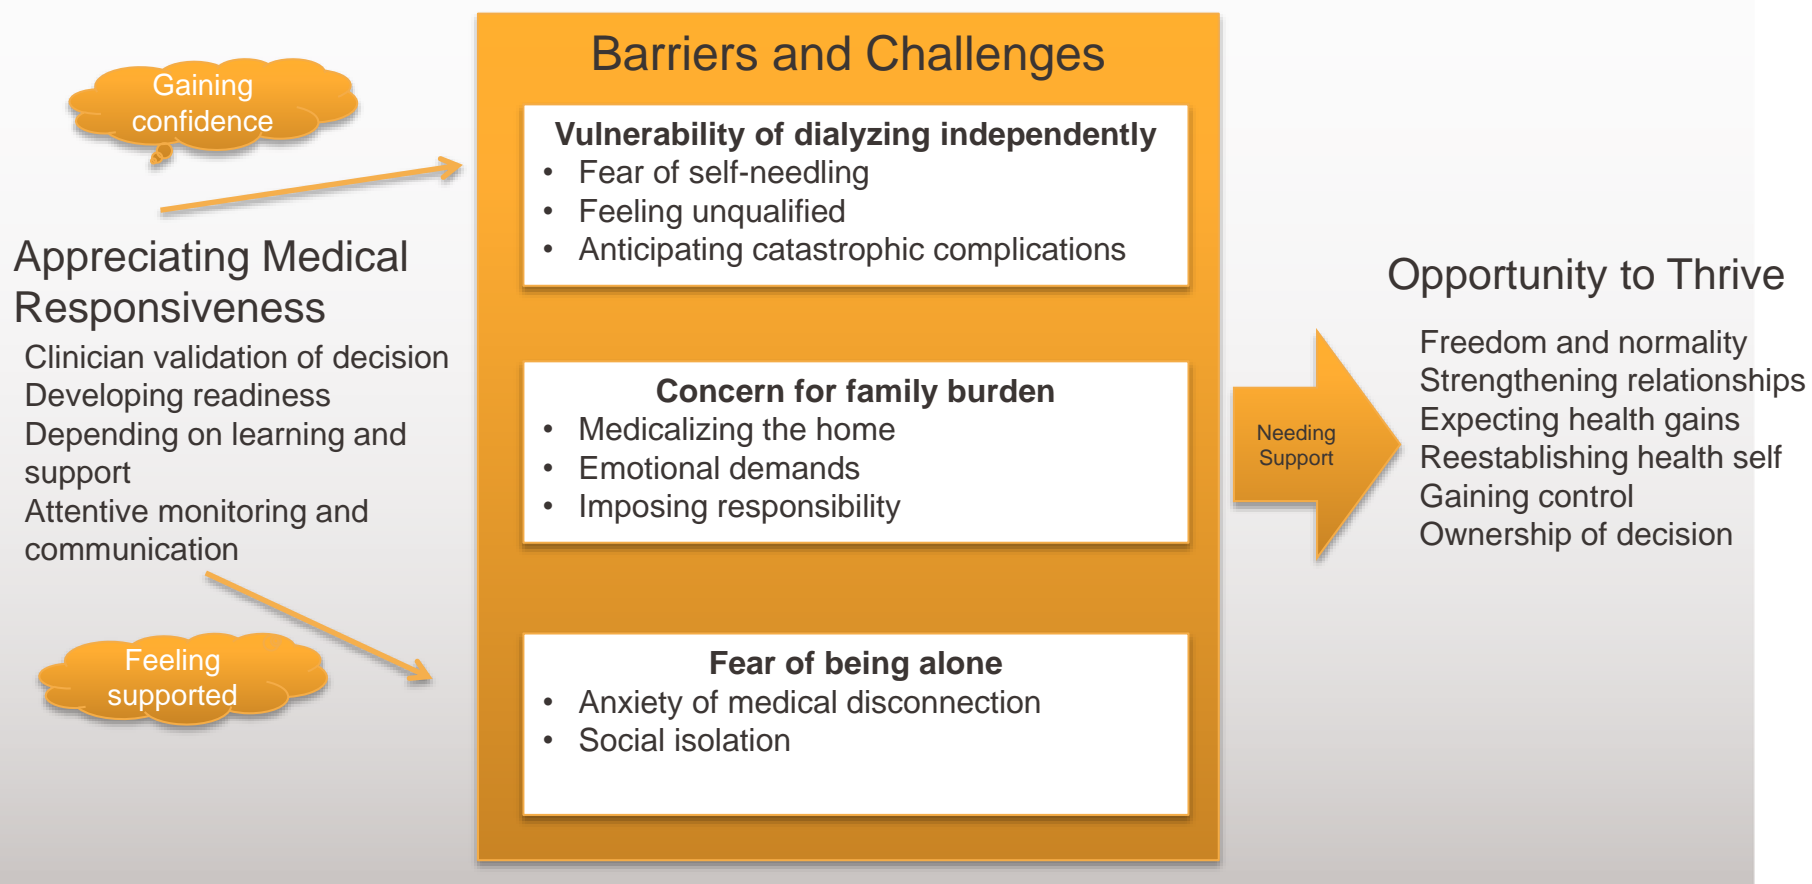 Gaining
confidence
Appreciating Medical
Responsiveness
Clinician validation of decision
Developing readiness
Depending on learning and
support
Attentive monitoring and
communication
Feeling
supported
Barriers and Challenges
Vulnerability of dialyzing independently
• Fear of self-needling
• Feeling unqualified
• Anticipating catastrophic complications
Concern for family burden
• Medicalizing the home
• Emotional demands
• Imposing responsibility
Fear of being alone
• Anxiety of medical disconnection
• Social isolation
Needing
Support
Opportunity to Thrive
Freedom and normality
Strengthening relationships
Expecting health gains
Reestablishing health self
Gaining control
Ownership of decision